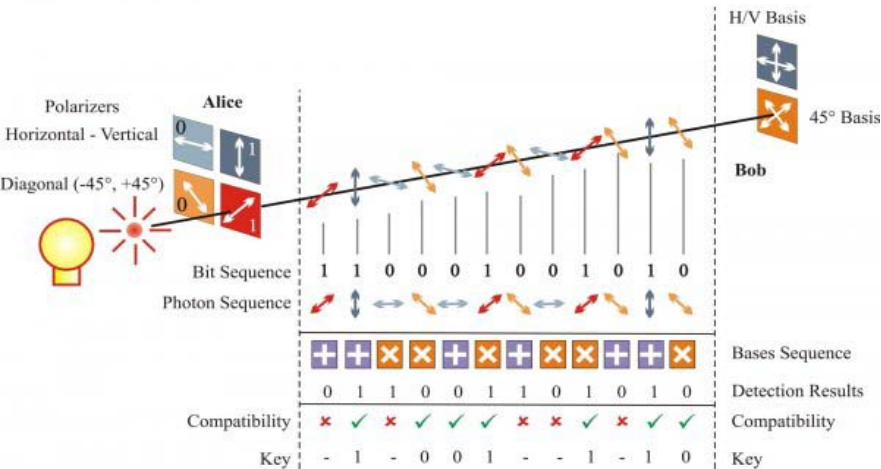 H/V Basis
Alice
Polarizers
Horizontal - Vertical
0
1
45° Basis
Diagonal (-45°, +45°)
0
1
Bob
Bit Sequence 1 1 0 0 0 1 0 0 1 0 1 0
Photon Sequence
Bases Sequence
0 1 1 0 0 1 1 0 1 0 1 0 Detection Results
Compatibility Compatibility
Key - 1 - 0 0 1 - - 1 - 1 0 Key